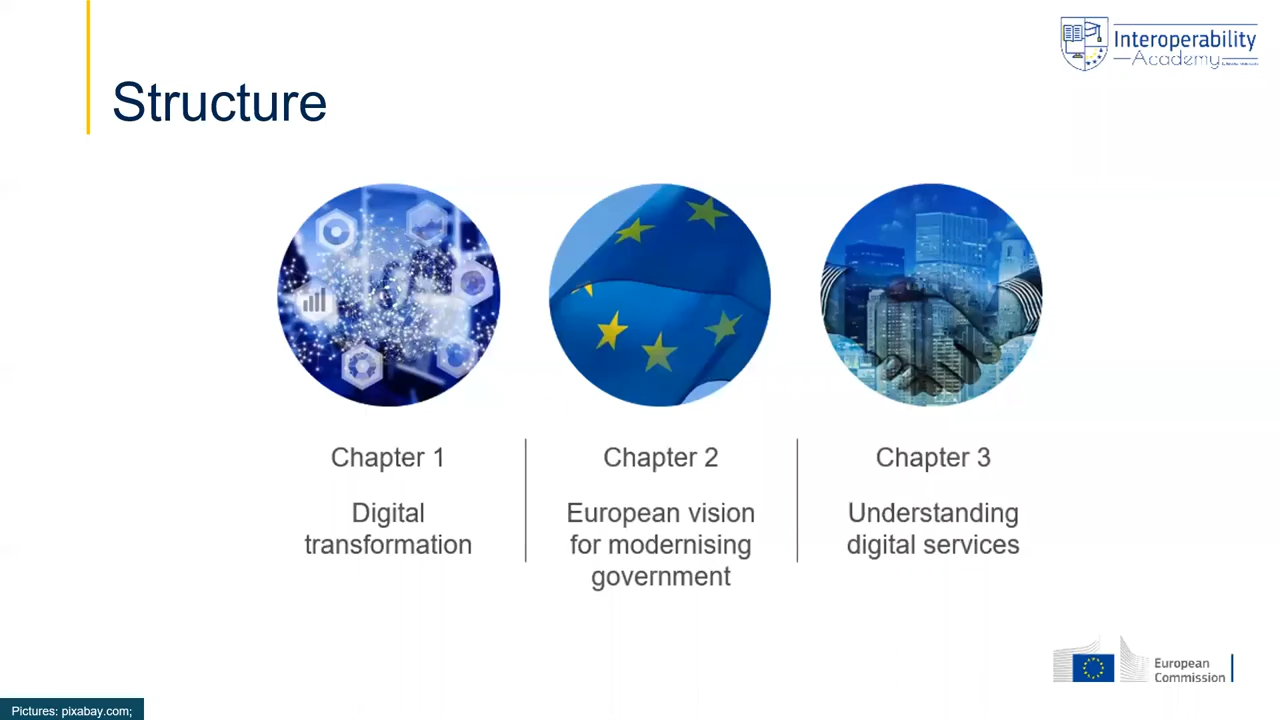 Interoperability
Academy
Structure
Chapter 1
Digital
transformation
Chapter 2
European vision
for modernising
government
Chapter 3
Understanding
digital services
European
Commission
Pictures: pixabay.com;